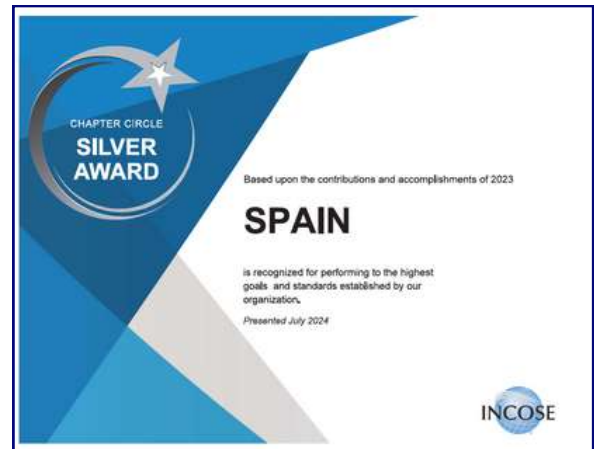 CHAPTER CIRCLE
SILVER
AWARD
Based upon the contributions and accomplishments of 2023
SPAIN
is recognized for performing to the highest
goals and standards established by our
organization.
Presented July 2024
INCOSE